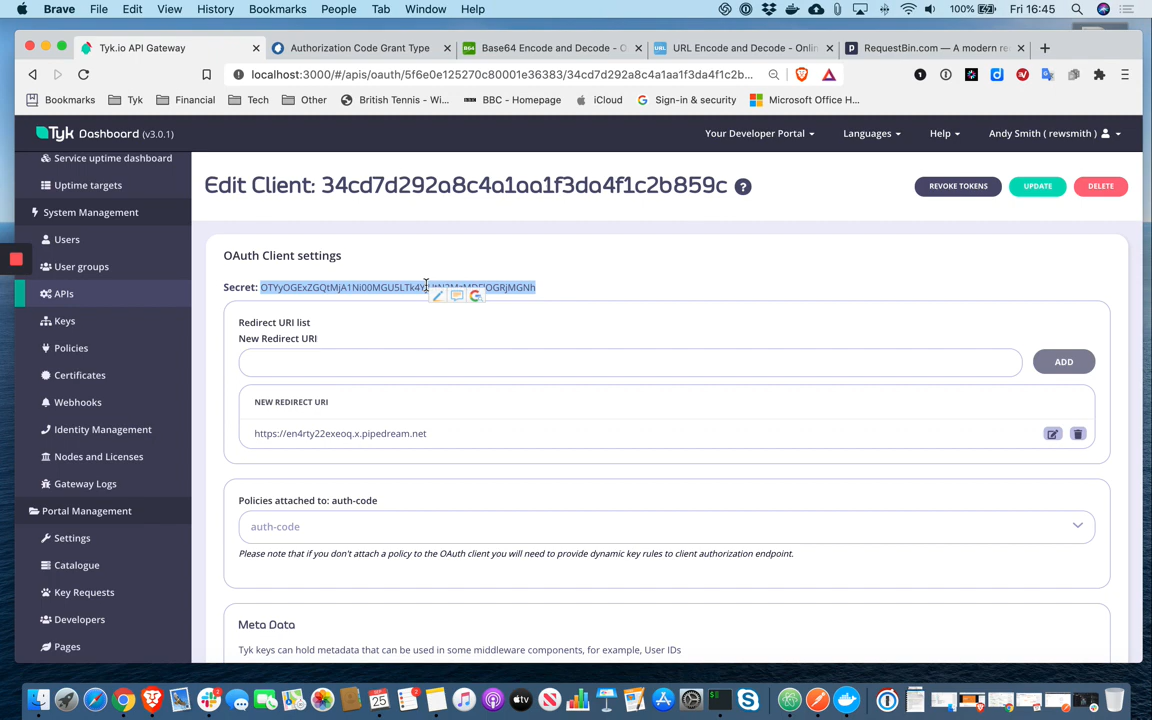 Brave File Edit View History Bookmarks People Tab Window Help 100% Fri 16:45
Tyk.io API Gateway Authorization Code Grant Type Base64 Encode and Decode - O URL Encode and Decode - Onlin RequestBin.com — A modern re
localhost:3000/#/apis/oauth/5f6e0e125270c80001e36383/34cd7d292a8c4a1aa1f3da4f1c2b...
Bookmarks Tyk Financial Tech Other British Tennis - Wi... BBC - Homepage iCloud Sign-in & security Microsoft Office H...
Tyk Dashboard (v3.0.1) Your Developer Portal Languages Help Andy Smith ( rewsmith )
Service uptime dashboard
Uptime targets
System Management
Users
User groups
APIs
Keys
Policies
Certificates
Webhooks
Identity Management
Nodes and Licenses
Gateway Logs
Portal Management
Settings
Catalogue
Key Requests
Developers
Pages
Edit Client: 34cd7d292a8c4a1aa1f3da4f1c2b859c ? REVOKE TOKENS UPDATE DELETE
OAuth Client settings
Secret:
Redirect URI list
New Redirect URI
ADD
NEW REDIRECT URI
https://en4rty22exeoq.x.pipedream.net
Policies attached to: auth-code
auth-code
Please note that if you don't attach a policy to the OAuth client you will need to provide dynamic key rules to client authorization endpoint.
Meta Data
Tyk keys can hold metadata that can be used in some middleware components, for example, User IDs